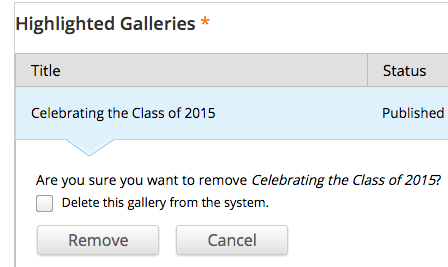 Highlighted Galleries *
Title Status
Celebrating the Class of 2015 Published
Are you sure you want to remove Celebrating the Class of 2015?
Delete this gallery from the system.
Remove Cancel